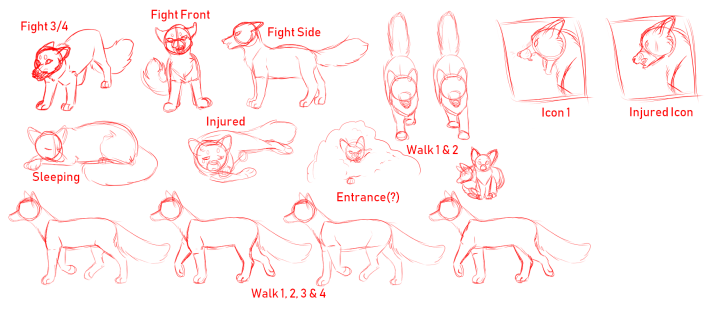 Fight 3/4
Fight Front
Fight Side
Icon 1
Injured Icon
Sleeping
Injured
Entrance(?)
Walk 1 & 2
Walk 1, 2, 3 & 4